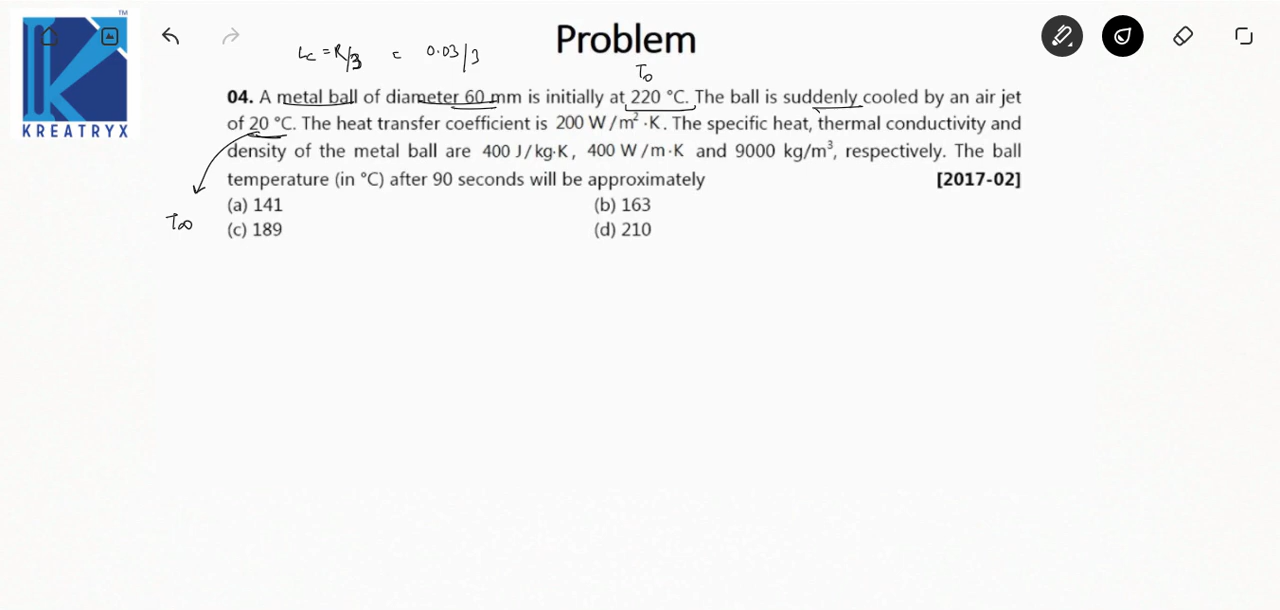 TM
KREATRYX
Problem
Lc = R/3 = 0.03/3
To
04. A metal ball of diameter 60 mm is initially at 220 °C. The ball is suddenly cooled by an air jet
of 20 °C. The heat transfer coefficient is 200 W/m²·K. The specific heat, thermal conductivity and
density of the metal ball are 400 J/kg·K, 400 W/m·K and 9000 kg/m³, respectively. The ball
temperature (in °C) after 90 seconds will be approximately [2017-02]
T∞
(a) 141 (b) 163
(c) 189 (d) 210